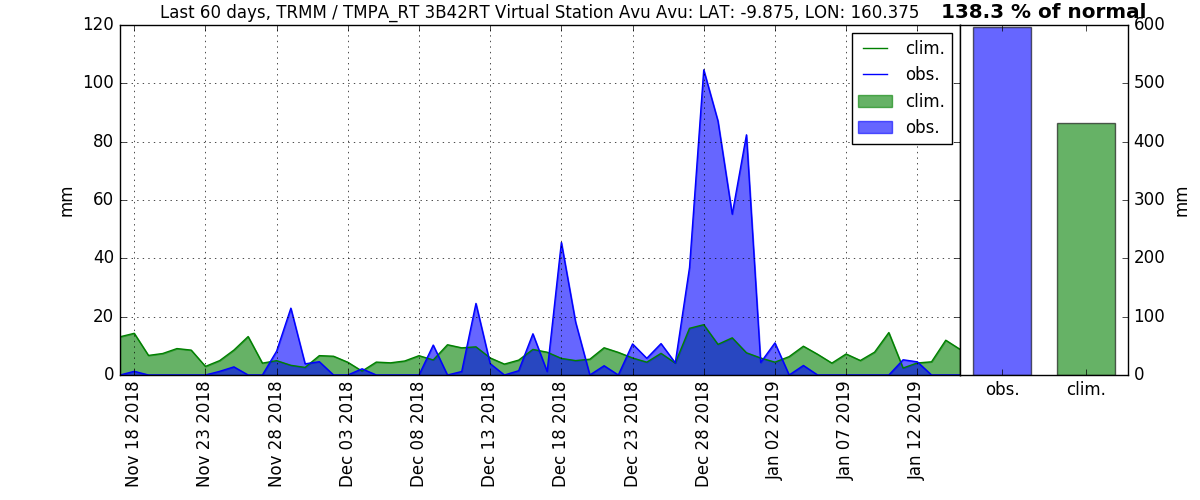 Last 60 days, TRMM / TMPA_RT 3B42RT Virtual Station Avu Avu: LAT: -9.875, LON: 160.375
138.3 % of normal
120
100
80
60
40
20
0
mm
clim.
obs.
clim.
obs.
600
500
400
300
200
100
0
mm
Nov 18 2018
Nov 23 2018
Nov 28 2018
Dec 03 2018
Dec 08 2018
Dec 13 2018
Dec 18 2018
Dec 23 2018
Dec 28 2018
Jan 02 2019
Jan 07 2019
Jan 12 2019
obs.
clim.